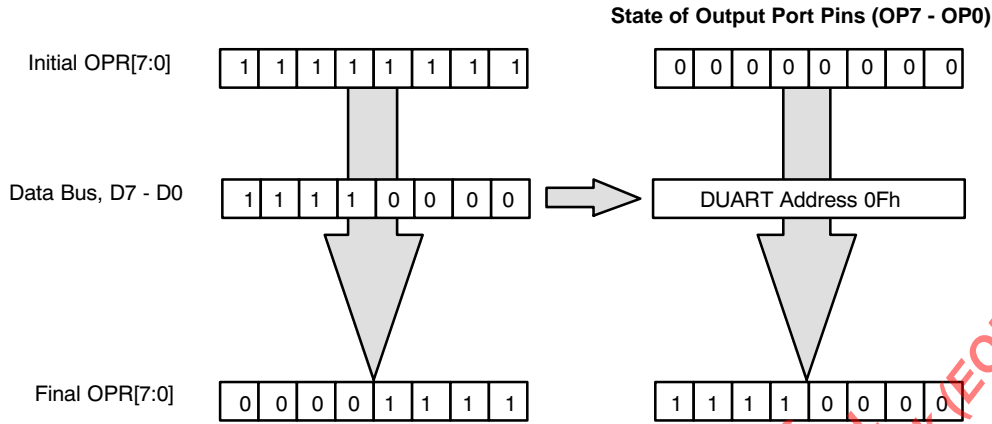 State of Output Port Pins (OP7 - OP0)
Initial OPR[7:0] 1 1 1 1 1 1 1 1 0 0 0 0 0 0 0 0
Data Bus, D7 - D0 1 1 1 1 0 0 0 0 DUART Address 0Fh
Final OPR[7:0] 0 0 0 0 1 1 1 1 1 1 1 1 0 0 0 0
(EOL